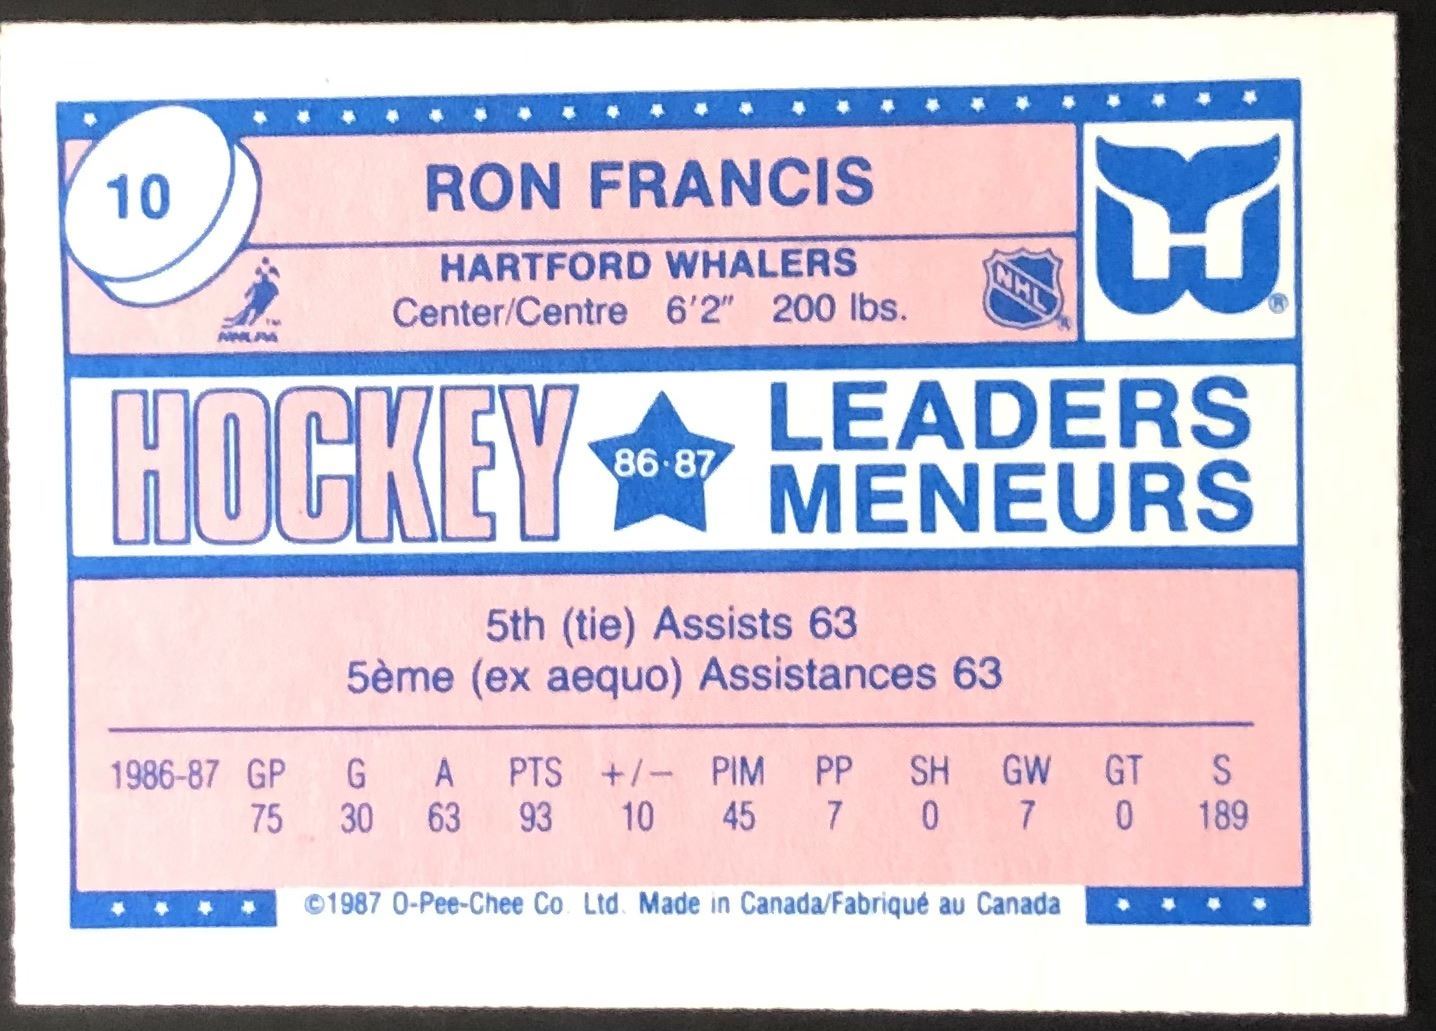 10
RON FRANCIS
HARTFORD WHALERS
Center/Centre 6'2" 200 lbs.
NHLPA ™
NHL ®
®
HOCKEY 86·87 LEADERS
MENEURS
5th (tie) Assists 63
5ème (ex aequo) Assistances 63
1986-87 GP G A PTS +/− PIM PP SH GW GT S
75 30 63 93 10 45 7 0 7 0 189
©1987 O-Pee-Chee Co. Ltd. Made in Canada/Fabriqué au Canada